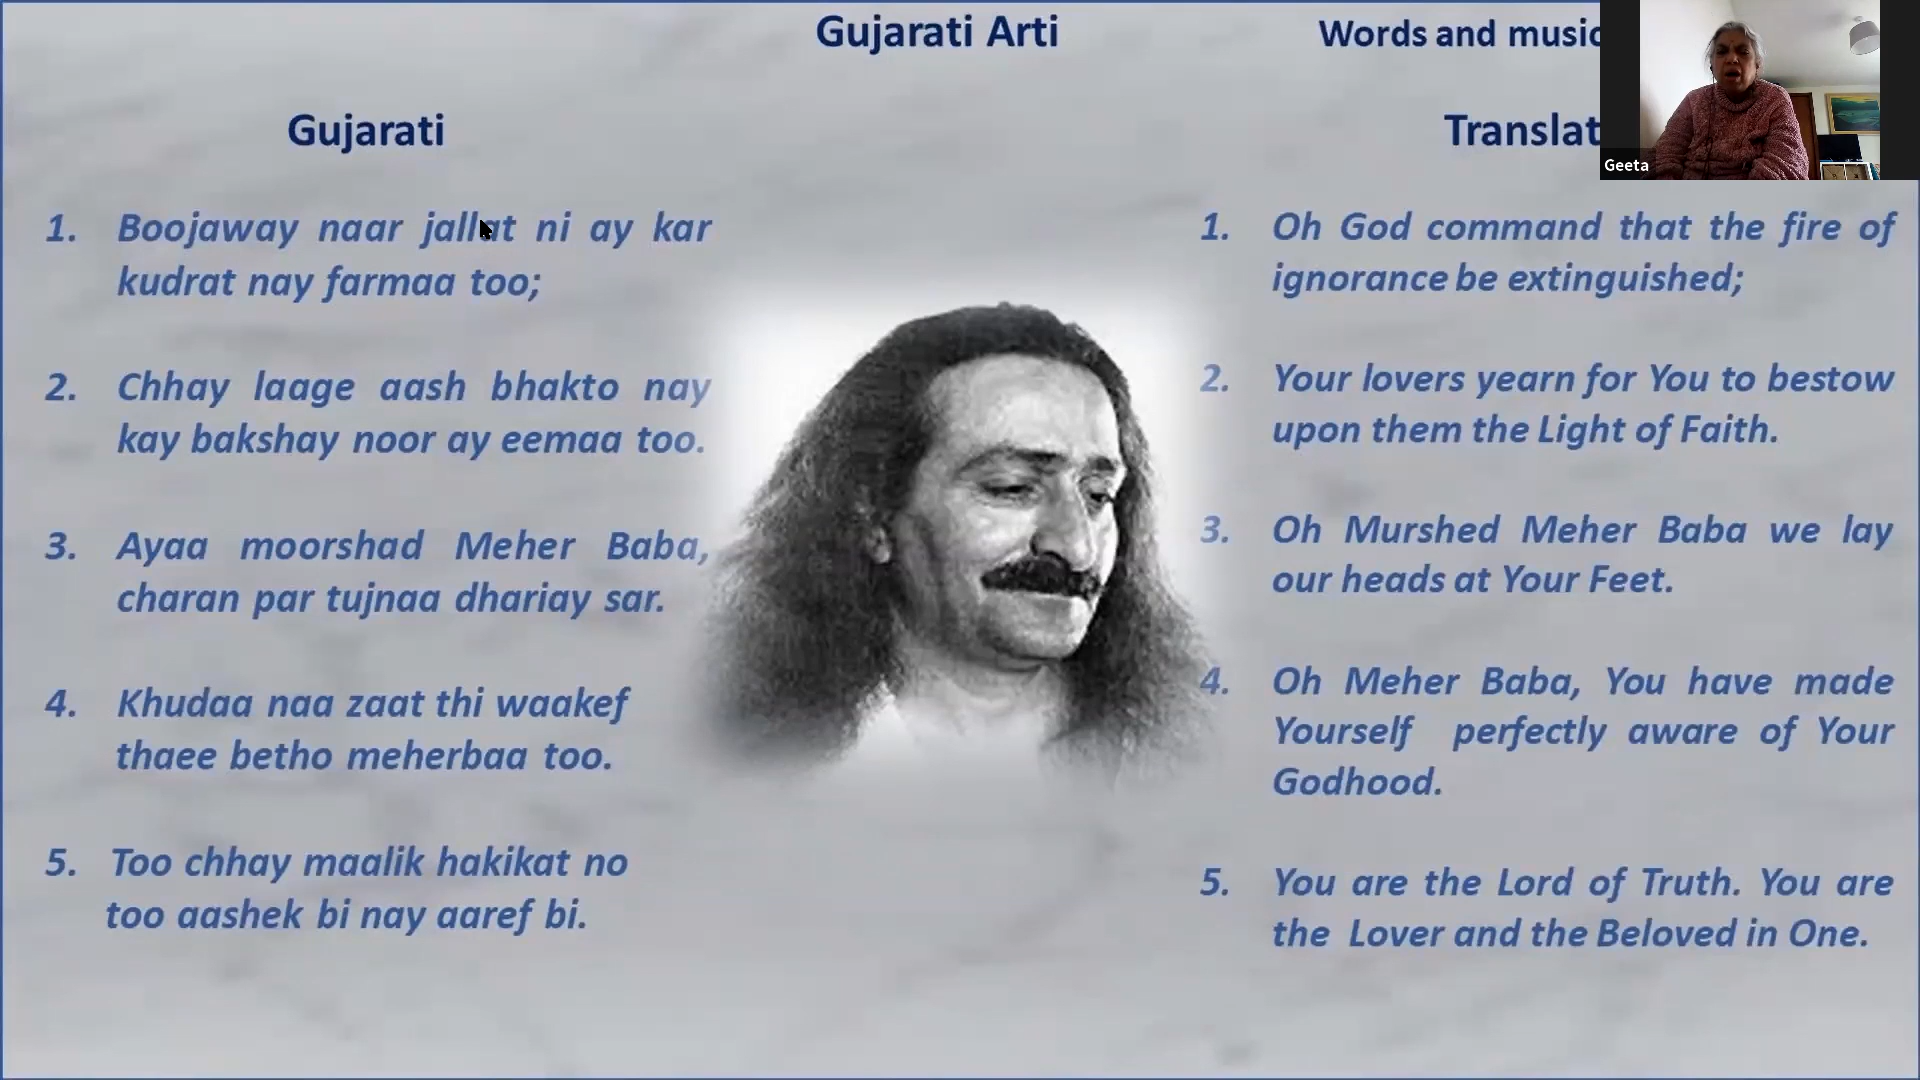 Gujarati Arti
Words and music
Geeta
Gujarati
1. Boojaway naar jallat ni ay kar
kudrat nay farmaa too;
2. Chhay laage aash bhakto nay
kay bakshay noor ay eemaa too.
3. Ayaa moorshad Meher Baba,
charan par tujnaa dhariay sar.
4. Khudaa naa zaat thi waakef
thaee betho meherbaa too.
5. Too chhay maalik hakikat no
too aashek bi nay aaref bi.
Translat
1. Oh God command that the fire of
ignorance be extinguished;
2. Your lovers yearn for You to bestow
upon them the Light of Faith.
3. Oh Murshed Meher Baba we lay
our heads at Your Feet.
4. Oh Meher Baba, You have made
Yourself perfectly aware of Your
Godhood.
5. You are the Lord of Truth. You are
the Lover and the Beloved in One.